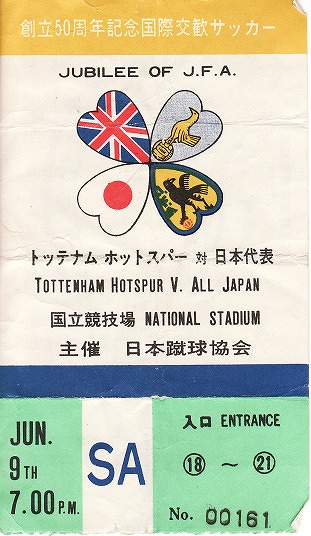 創立50周年記念国際交歓サッカー
JUBILEE OF J.F.A.
トッテナム ホットスパー 対 日本代表
TOTTENHAM HOTSPUR V. ALL JAPAN
国立競技場 NATIONAL STADIUM
主催 日本蹴球協会
JUN.
9TH
7.00 P.M.
SA
入口 ENTRANCE
⑱ ~ ㉑
No. 00161